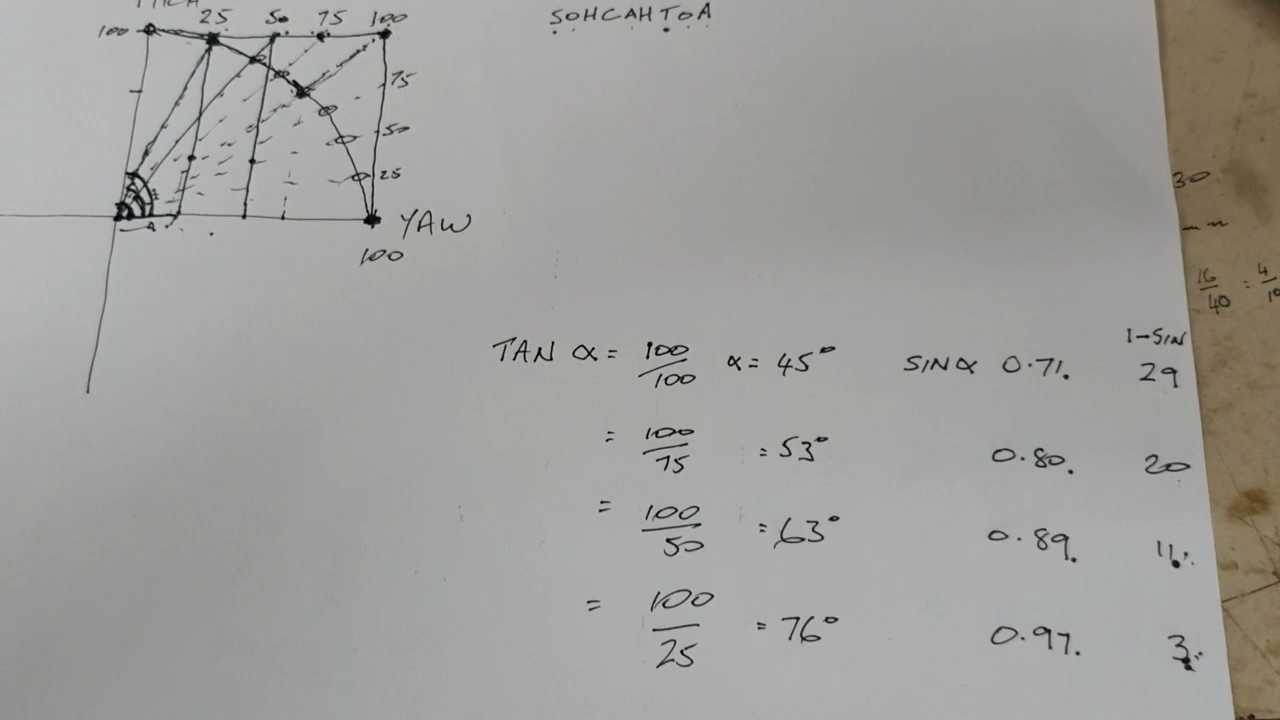 PITCH
25 50 75 100
100
SOHCAHTOA
75
50
25
YAW
100
30
16/40 = 4/10
1-SIN
TAN α = 100/100 α = 45° SIN α 0.71. 29
= 100/75 = 53° 0.80. 20
= 100/50 = 63° 0.89. 11.
= 100/25 = 76° 0.97. 3.